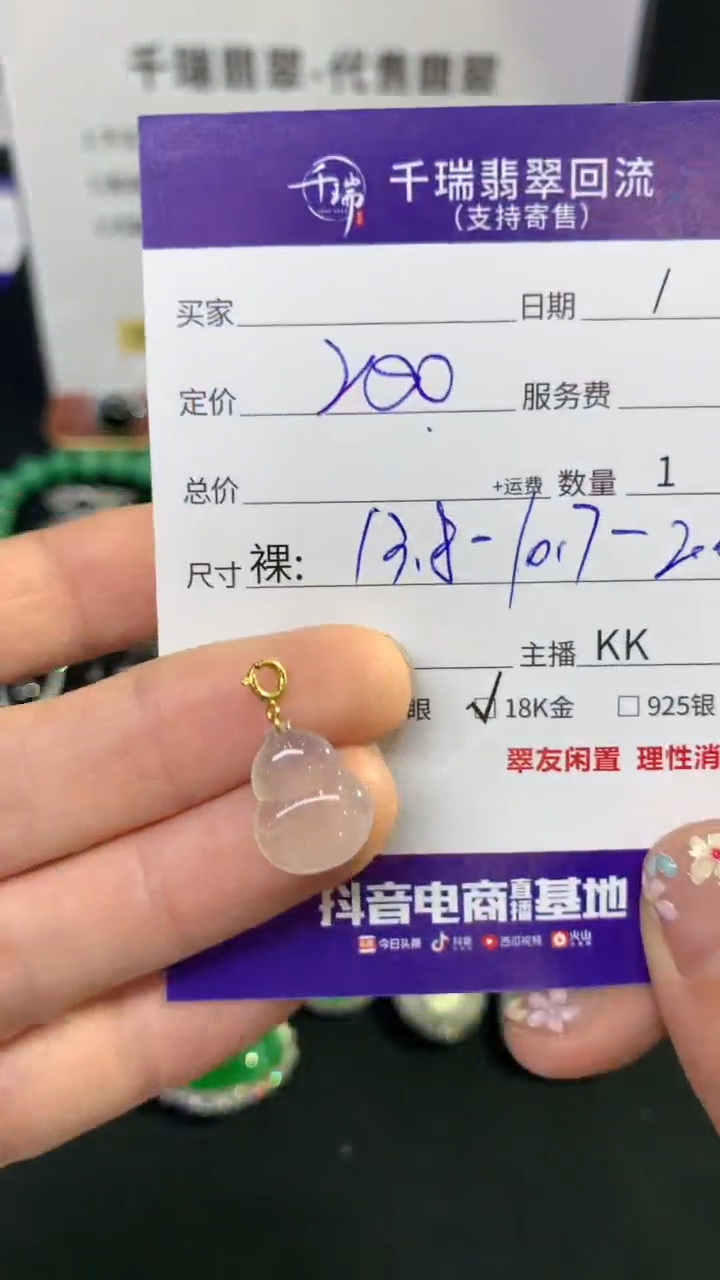 千瑞翡翠-代售
千瑞 千瑞翡翠回流
(支持寄售)
买家 日期 /
定价 200 服务费
总价 +运费 数量 1
尺寸 裸: 13.8-10.7-2.
主播 KK
眼 ☑18K金 □925银
翠友闲置 理性消
抖音电商直播基地
今日头条 抖音 西瓜视频 火山